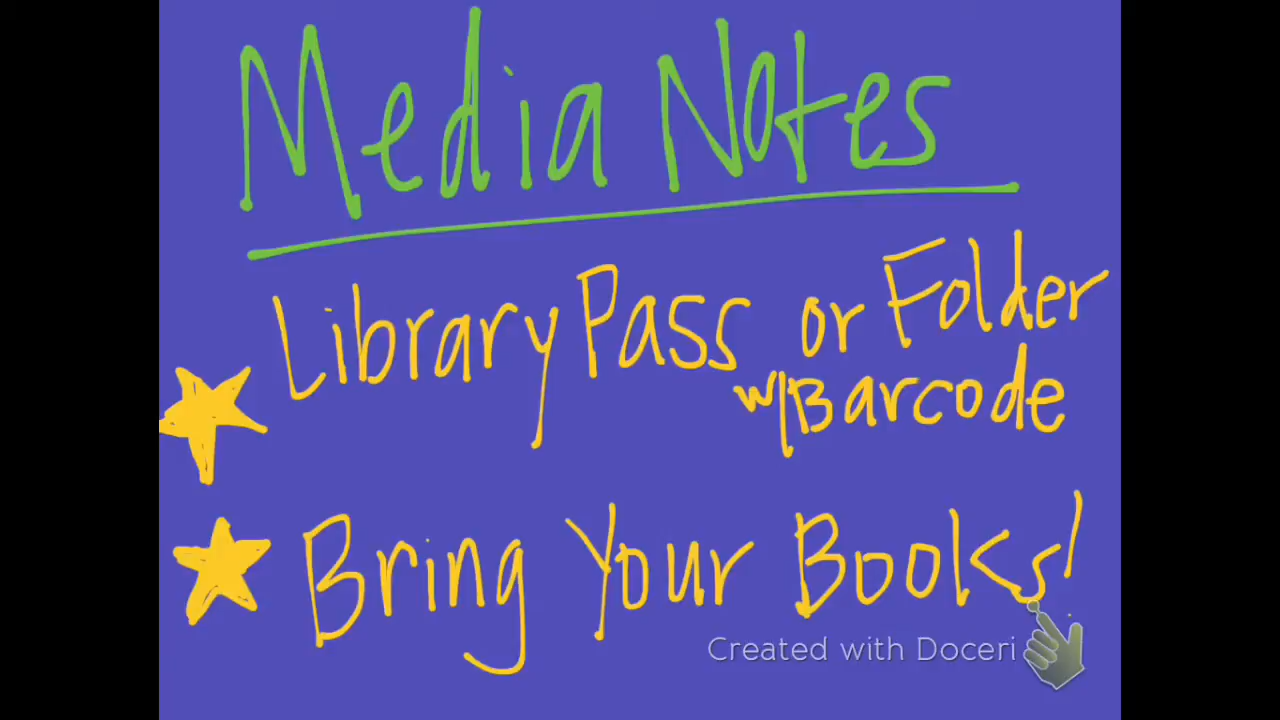 Media Notes
Library Pass or Folder
w/Barcode
Bring Your Books!
Created with Doceri